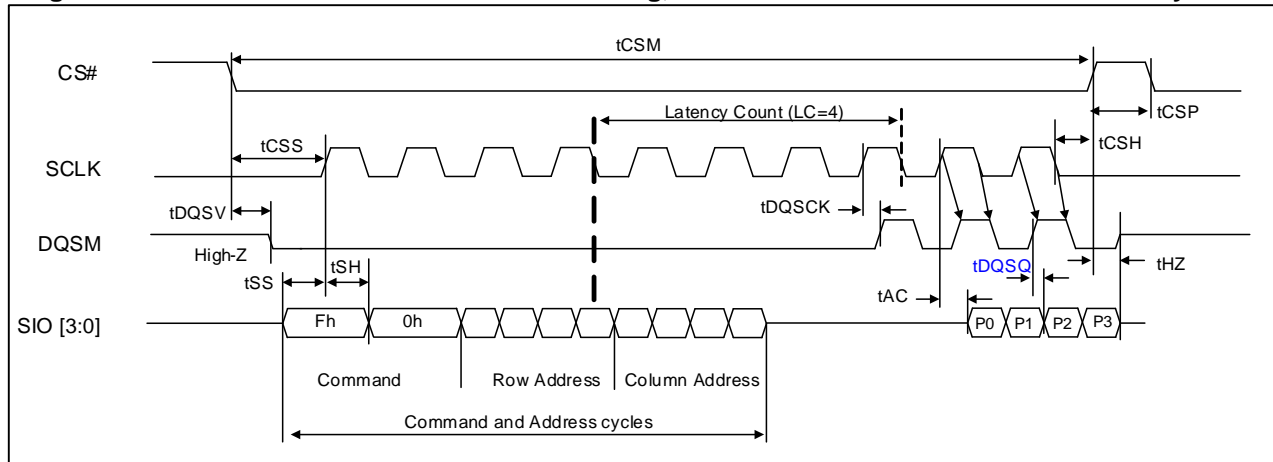 tCSM
CS#
Latency Count (LC=4)
tCSP
tCSS
tCSH
SCLK
tDQSV
tDQSCK
DQSM
High-Z
tSS
tSH
tDQSQ
tHZ
tAC
SIO [3:0]
Fh
0h
P0
P1
P2
P3
Command
Row Address
Column Address
Command and Address cycles